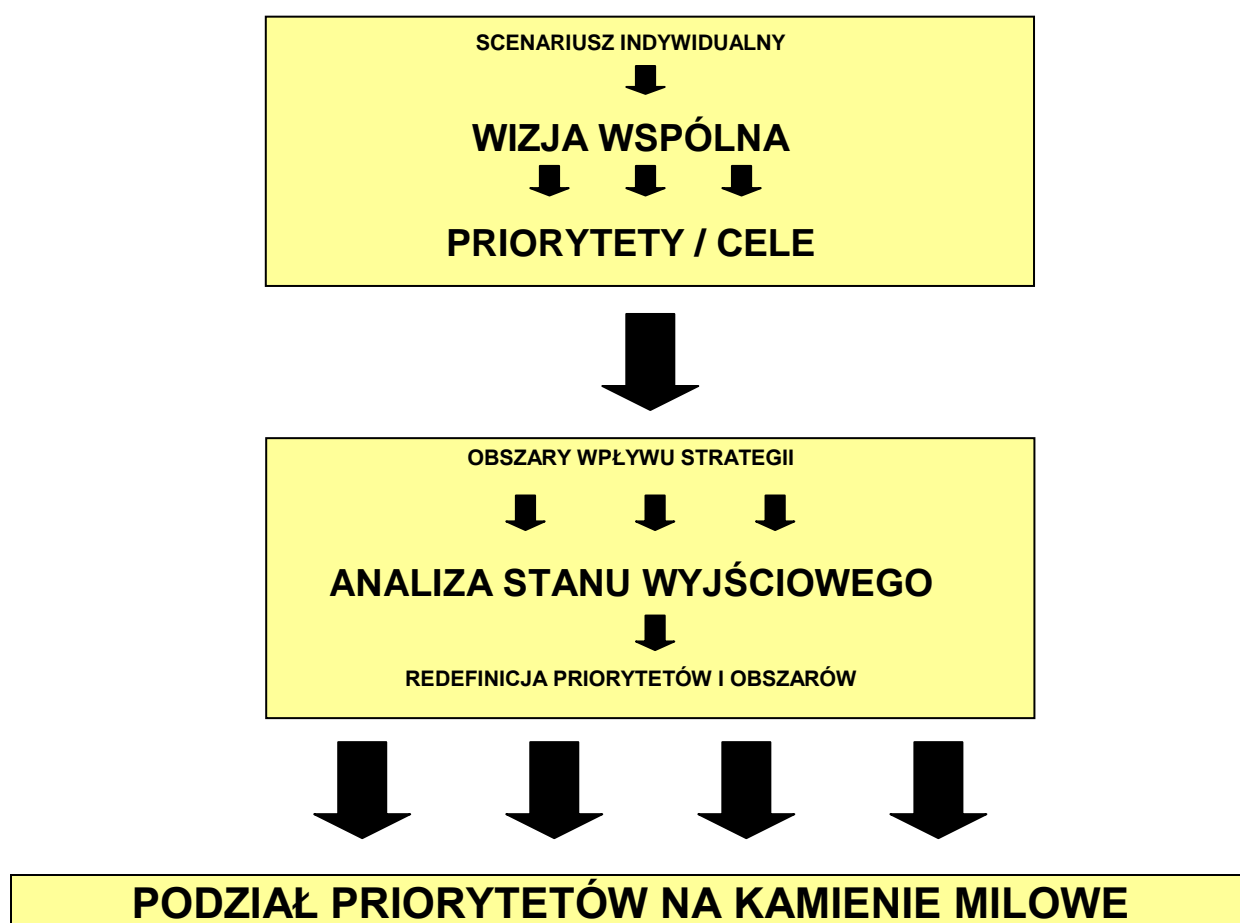 SCENARIUSZ INDYWIDUALNY
WIZJA WSPÓLNA
PRIORYTETY / CELE
OBSZARY WPŁYWU STRATEGII
ANALIZA STANU WYJŚCIOWEGO
REDEFINICJA PRIORYTETÓW I OBSZARÓW
PODZIAŁ PRIORYTETÓW NA KAMIENIE MILOWE